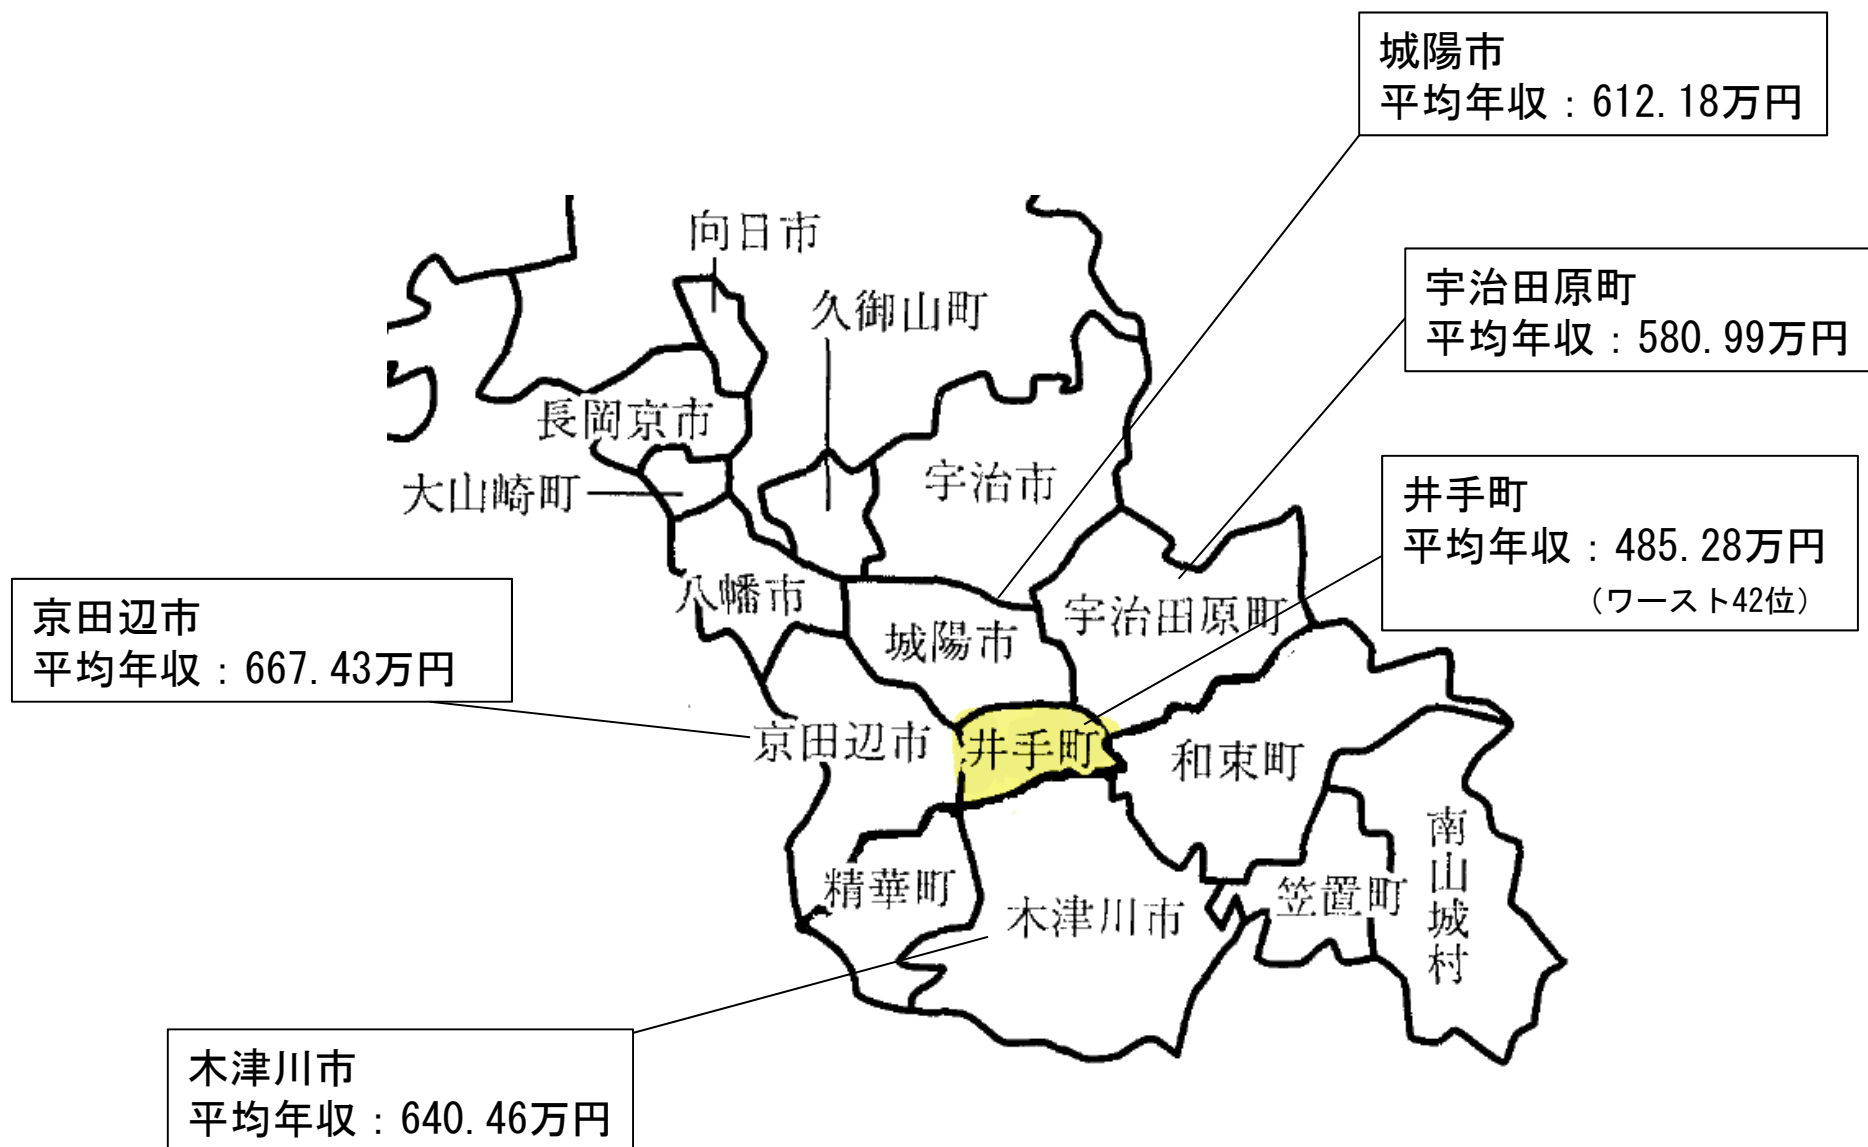 城陽市
平均年収：612.18万円
向日市
宇治田原町
平均年収：580.99万円
久御山町
長岡京市
宇治市
大山崎町
井手町
平均年収：485.28万円
（ワースト42位）
八幡市
宇治田原町
京田辺市
平均年収：667.43万円
城陽市
京田辺市
井手町
和束町
南山城村
精華町
木津川市
笠置町
木津川市
平均年収：640.46万円